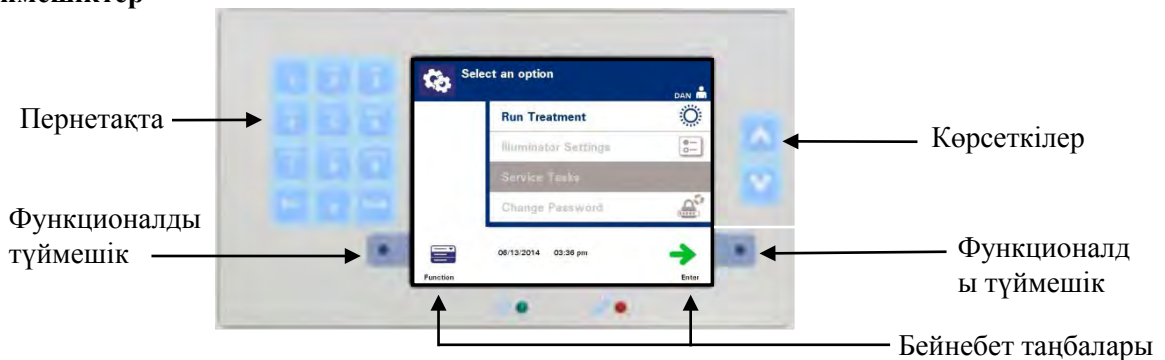 Пернетақта
Функционалды
түймешік
Select an option
DAN
Run Treatment
Illuminator Settings
Service Tasks
Change Password
06/13/2014 03:36 pm
Function
Enter
Көрсеткілер
Функционалд
ы түймешік
Бейнебет таңбалары